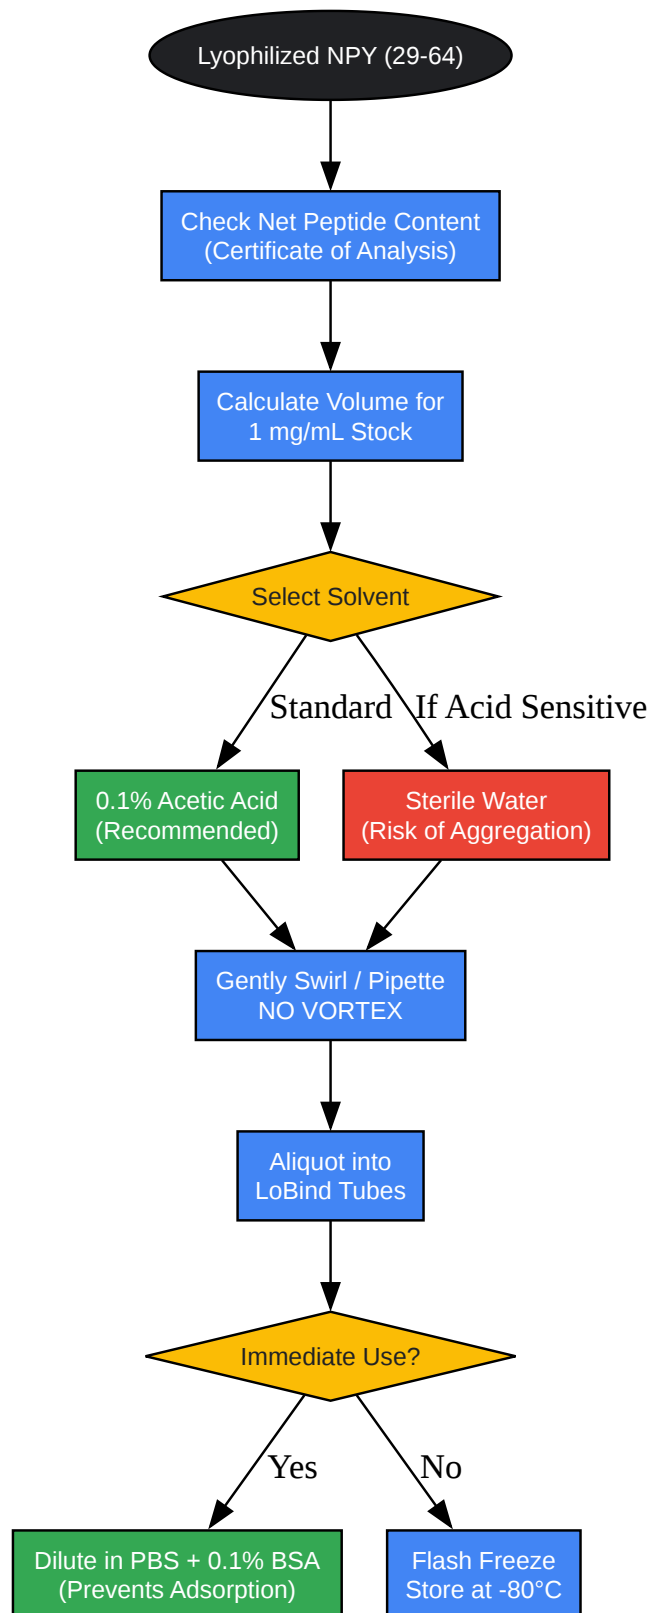 Lyophilized NPY (29-64)
Check Net Peptide Content
(Certificate of Analysis)
Calculate Volume for
1 mg/mL Stock
Select Solvent
Standard
If Acid Sensitive
0.1% Acetic Acid
(Recommended)
Sterile Water
(Risk of Aggregation)
Gently Swirl / Pipette
NO VORTEX
Aliquot into
LoBind Tubes
Immediate Use?
Yes
No
Dilute in PBS + 0.1% BSA
(Prevents Adsorption)
Flash Freeze
Store at -80°C